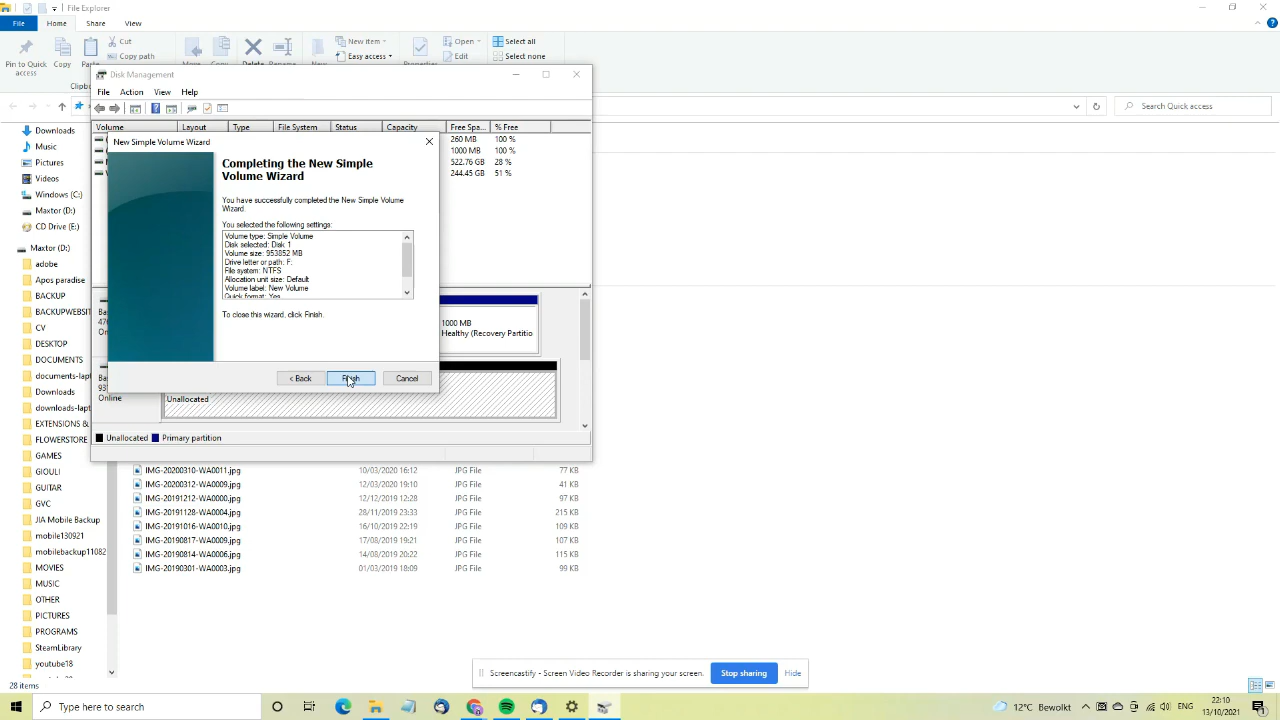 File Explorer
File Home Share View
Pin to Quick access
Copy
Cut
Copy path
New item
Easy access
Open
Edit
Select all
Select none
Disk Management
File Action View Help
Search Quick access
Volume Layout Type File System Status Capacity Free Spa... % Free
260 MB 100 %
1000 MB 100 %
522.76 GB 28 %
244.45 GB 51 %
New Simple Volume Wizard
Completing the New Simple
Volume Wizard
You have successfully completed the New Simple Volume
Wizard.
You selected the following settings:
Volume type: Simple Volume
Disk selected: Disk 1
Volume size: 953852 MB
Drive letter or path: F:
File system: NTFS
Allocation unit size: Default
Volume label: New Volume
Quick format: Yes
To close this wizard, click Finish.
< Back Finish Cancel
1000 MB
Healthy (Recovery Partitio
Online
Unallocated
Unallocated Primary partition
Downloads
Music
Pictures
Videos
Windows (C:)
Maxtor (D:)
CD Drive (E:)
Maxtor (D:)
adobe
Apos paradise
BACKUP
BACKUPWEBSIT
CV
DESKTOP
DOCUMENTS
documents-lapt
Downloads
downloads-lapt
EXTENSIONS &
FLOWERSTORE
GAMES
GIOULI
GUITAR
GVC
JIA Mobile Backup
mobile130921
mobilebackup11082
MOVIES
MUSIC
OTHER
PICTURES
PROGRAMS
SteamLibrary
youtube18
IMG-20200310-WA0011.jpg 10/03/2020 16:12 JPG File 77 KB
IMG-20200312-WA0009.jpg 12/03/2020 19:10 JPG File 41 KB
IMG-20191212-WA0000.jpg 12/12/2019 12:28 JPG File 97 KB
IMG-20191128-WA0004.jpg 28/11/2019 23:33 JPG File 215 KB
IMG-20191016-WA0010.jpg 16/10/2019 22:19 JPG File 109 KB
IMG-20190817-WA0009.jpg 17/08/2019 19:21 JPG File 107 KB
IMG-20190814-WA0006.jpg 14/08/2019 20:22 JPG File 115 KB
IMG-20190301-WA0003.jpg 01/03/2019 18:09 JPG File 99 KB
Screencastify - Screen Video Recorder is sharing your screen. Stop sharing Hide
28 items
Type here to search
12°C Bewolkt
ENG
22:10
13/10/2021